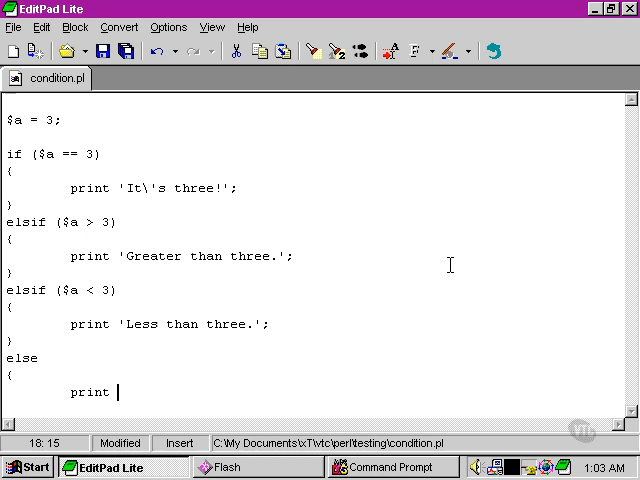 EditPad Lite
File Edit Block Convert Options View Help
condition.pl
$a = 3;
if ($a == 3)
{
print 'It\'s three!';
}
elsif ($a > 3)
{
print 'Greater than three.';
}
elsif ($a < 3)
{
print 'Less than three.';
}
else
{
print
18: 15 Modified Insert C:\My Documents\xT\vtc\perl\testing\condition.pl
VTC
Start EditPad Lite Flash Command Prompt 1:03 AM